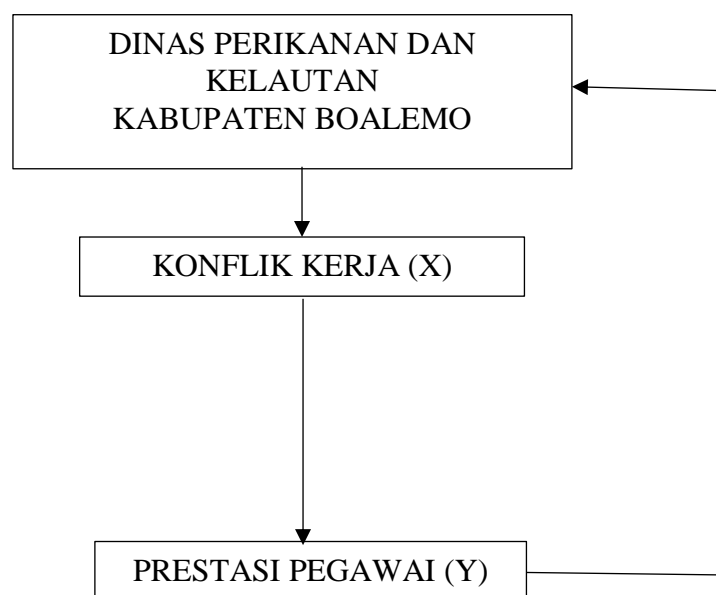 DINAS PERIKANAN DAN
KELAUTAN
KABUPATEN BOALEMO
KONFLIK KERJA (X)
PRESTASI PEGAWAI (Y)